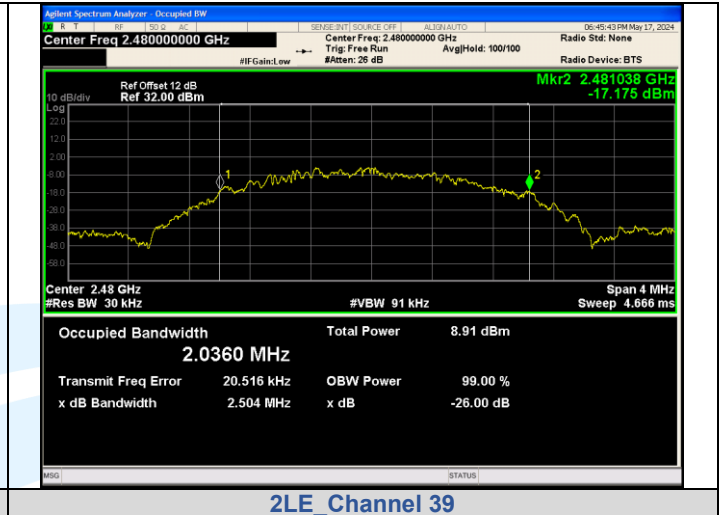 Agilent Spectrum Analyzer - Occupied BW
R T RF 50 Ω AC SENSE:INT SOURCE OFF ALIGN AUTO 06:45:43 PM May 17, 2024
Center Freq 2.480000000 GHz Center Freq: 2.480000000 GHz Radio Std: None
Trig: Free Run Avg|Hold: 100/100
#IFGain:Low #Atten: 26 dB Radio Device: BTS
Mkr2 2.481038 GHz
Ref Offset 12 dB
10 dB/div Ref 32.00 dBm -17.175 dBm
Log
22.0
12.0
2.00
-8.00
1
2
-18.0
-28.0
-38.0
-48.0
-58.0
Center 2.48 GHz Span 4 MHz
#Res BW 30 kHz #VBW 91 kHz Sweep 4.666 ms
Occupied Bandwidth Total Power 8.91 dBm
2.0360 MHz
Transmit Freq Error 20.516 kHz OBW Power 99.00 %
x dB Bandwidth 2.504 MHz x dB -26.00 dB
MSG STATUS
2LE_Channel 39